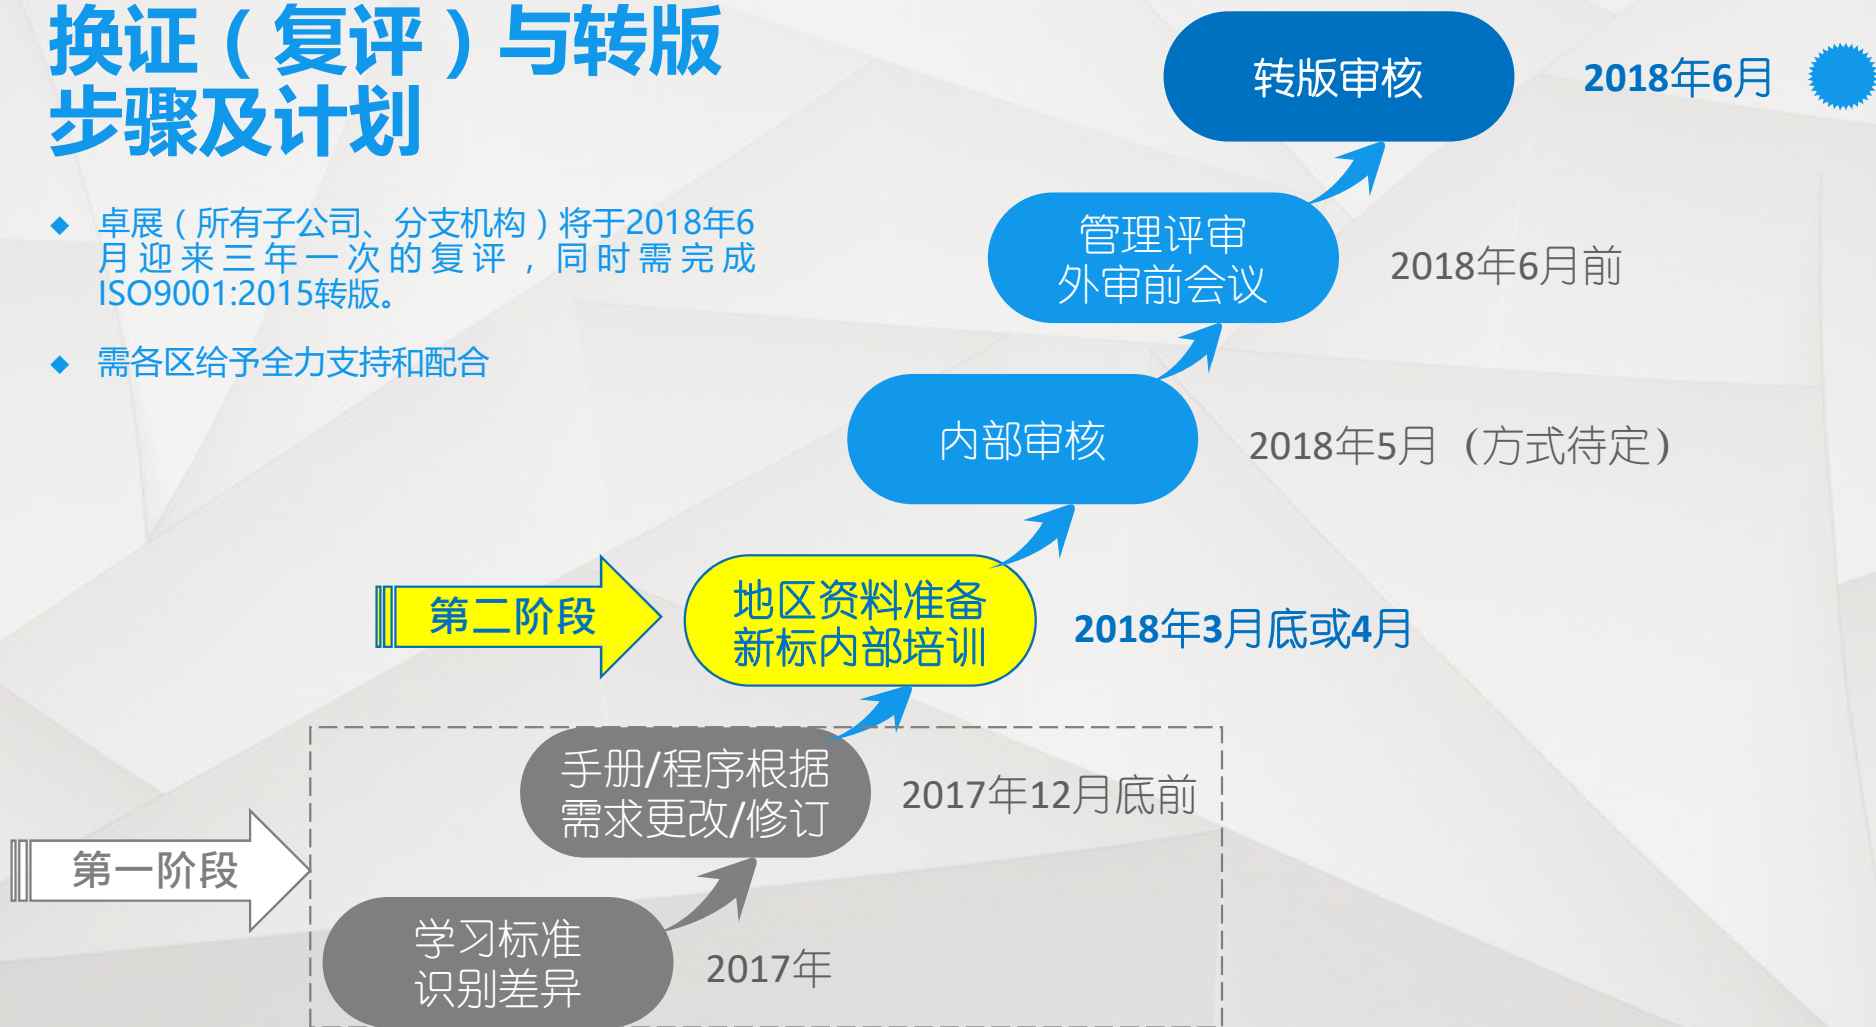 换证（复评）与转版
步骤及计划
卓展（所有子公司、分支机构）将于2018年6
月迎来三年一次的复评，同时需完成
ISO9001:2015转版。
需各区给予全力支持和配合
转版审核
2018年6月
管理评审
外审前会议
2018年6月前
内部审核
2018年5月（方式待定）
第二阶段
地区资料准备
新标内部培训
2018年3月底或4月
手册/程序根据
需求更改/修订
2017年12月底前
第一阶段
学习标准
识别差异
2017年